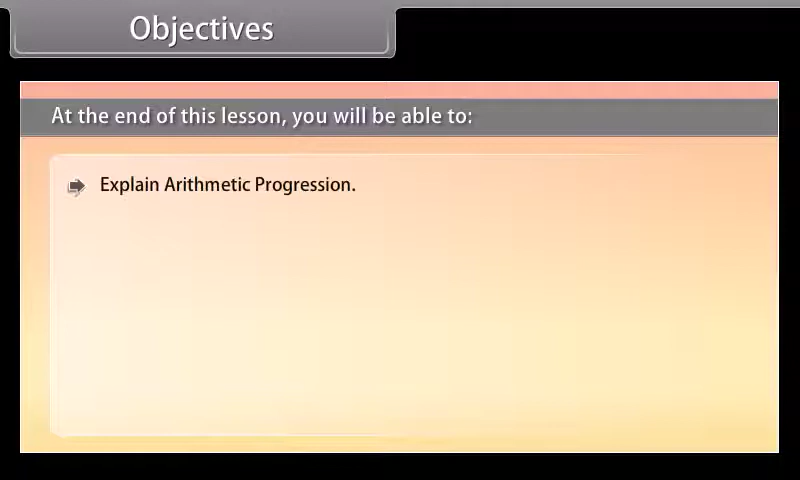 Objectives
At the end of this lesson, you will be able to:
Explain Arithmetic Progression.